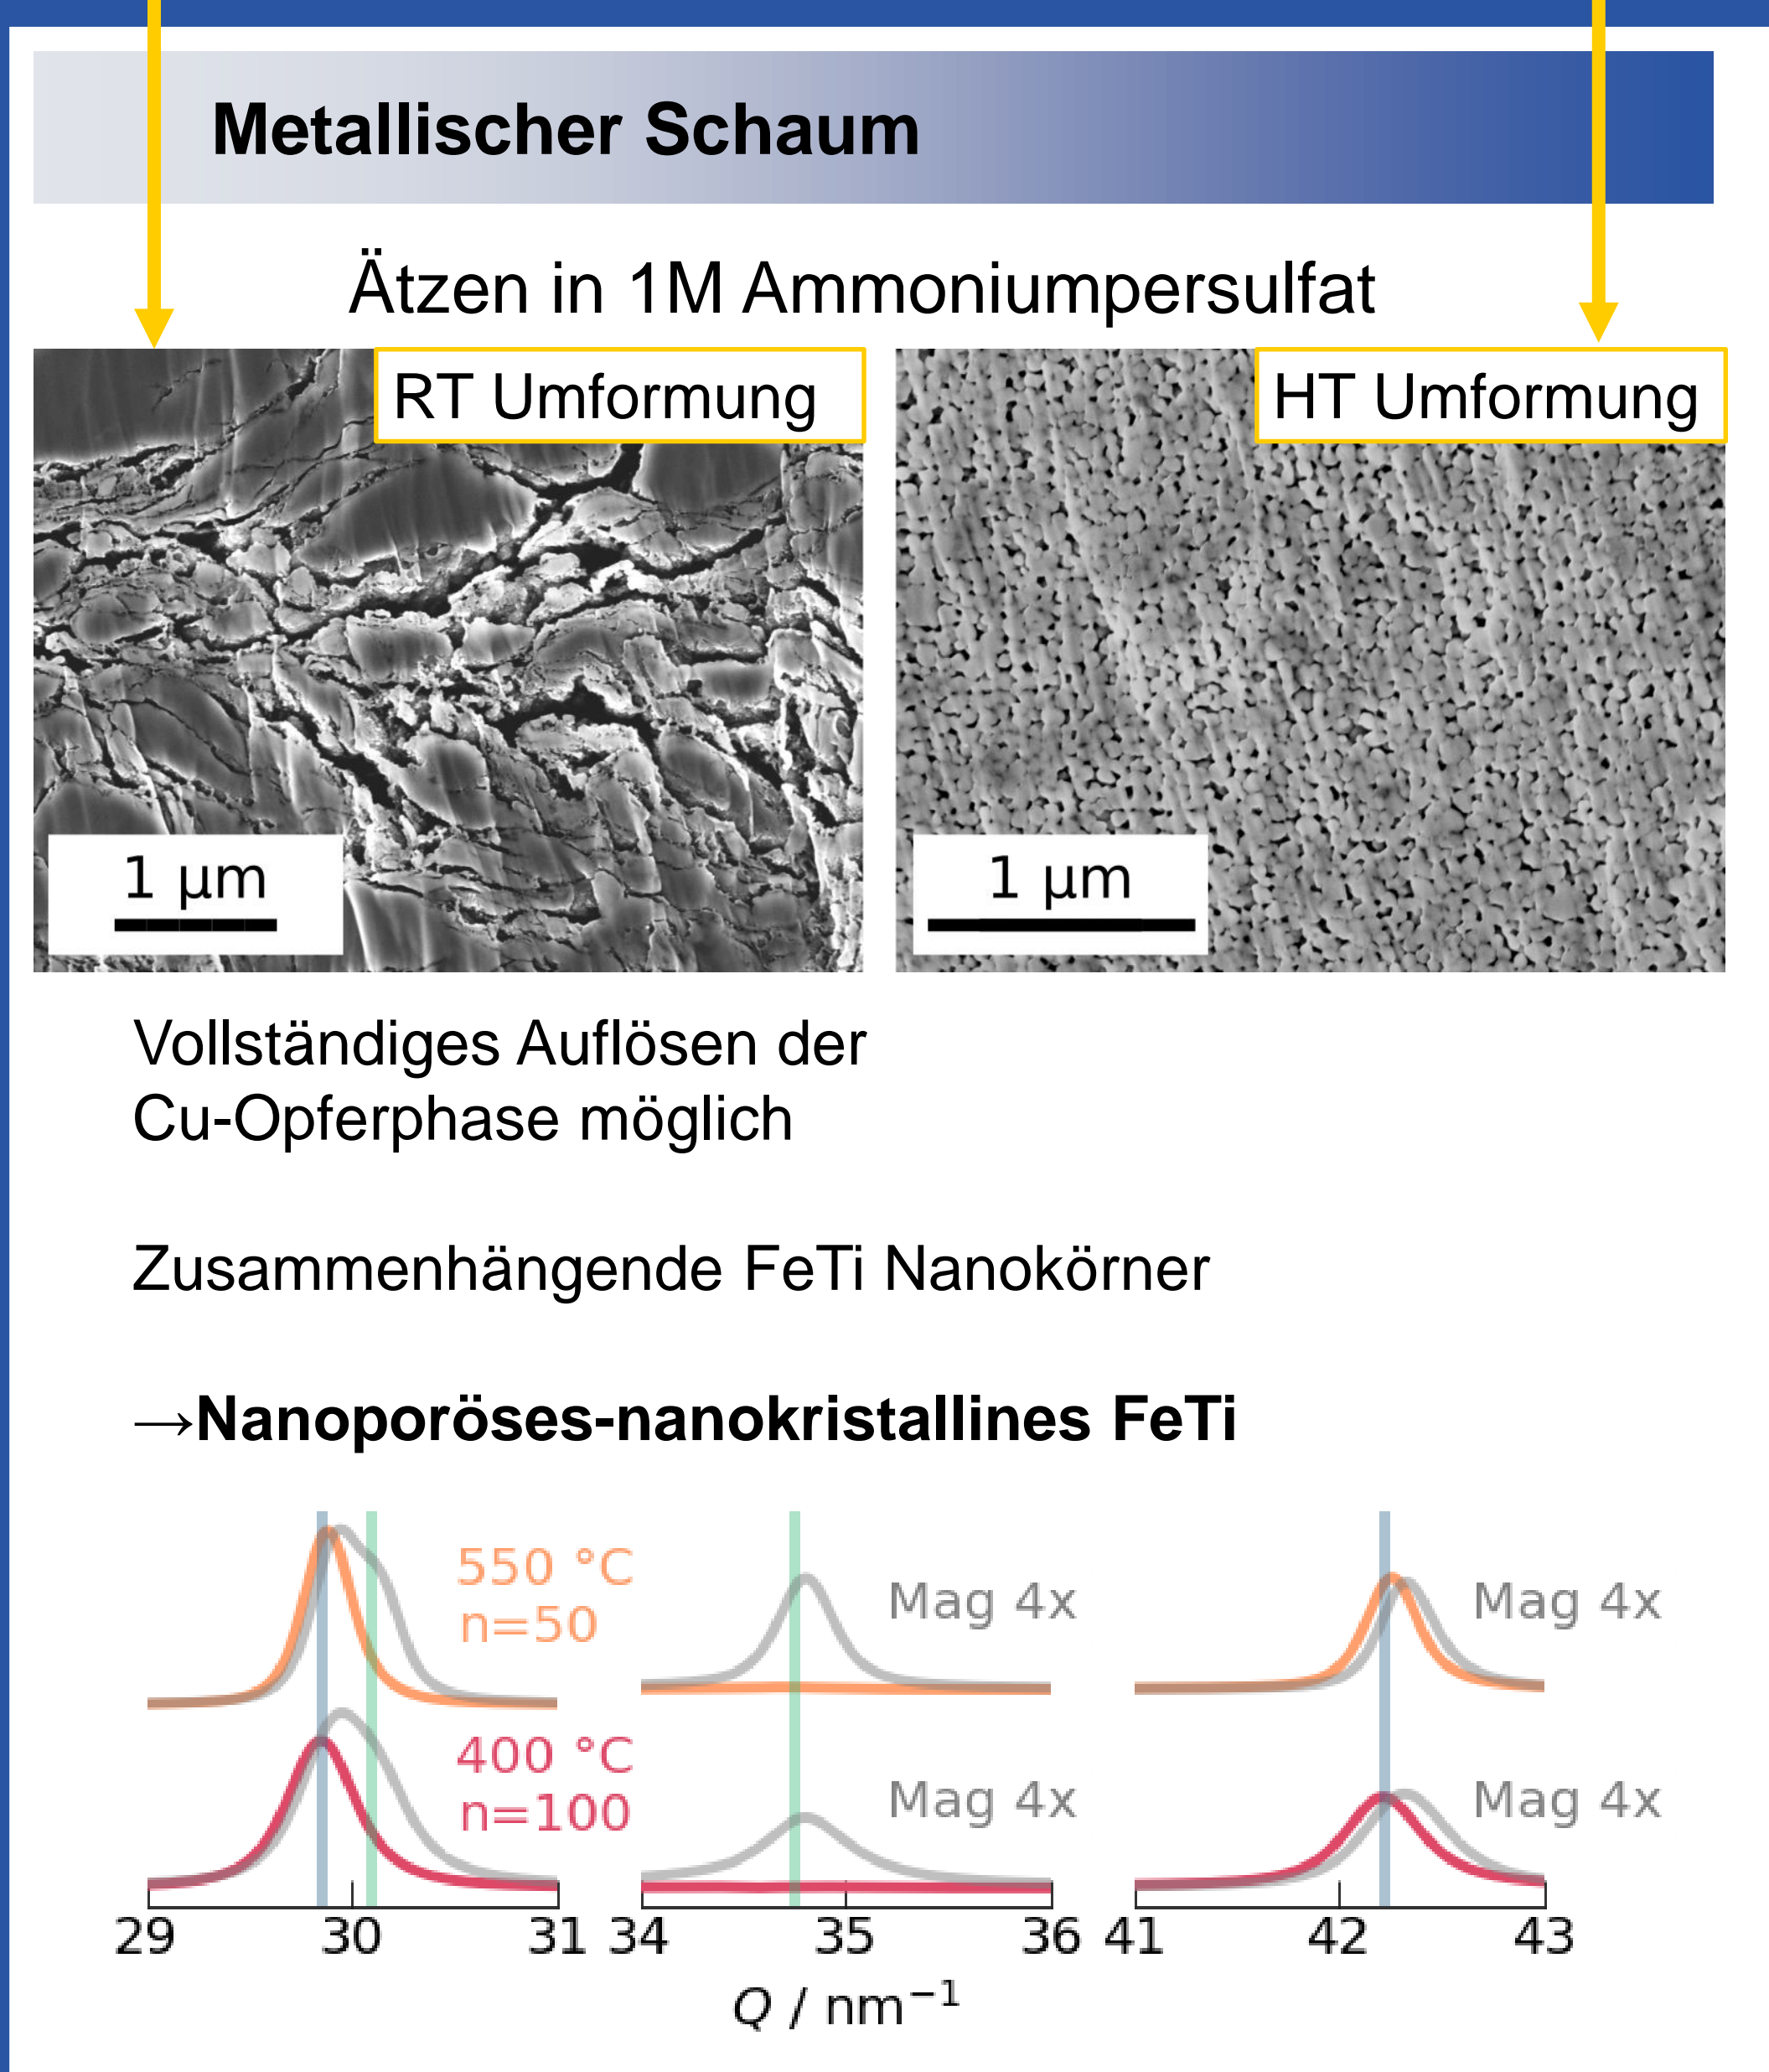 Metallischer Schaum
Ätzen in 1M Ammoniumpersulfat
RT Umformung
HT Umformung
1 µm
1 µm
Vollständiges Auflösen der
Cu-Opferphase möglich
Zusammenhängende FeTi Nanokörner
→Nanoporöses-nanokristallines FeTi
550 °C
n=50
Mag 4x
Mag 4x
400 °C
n=100
Mag 4x
Mag 4x
29 30 31 34 35 36 41 42 43
Q / nm⁻¹